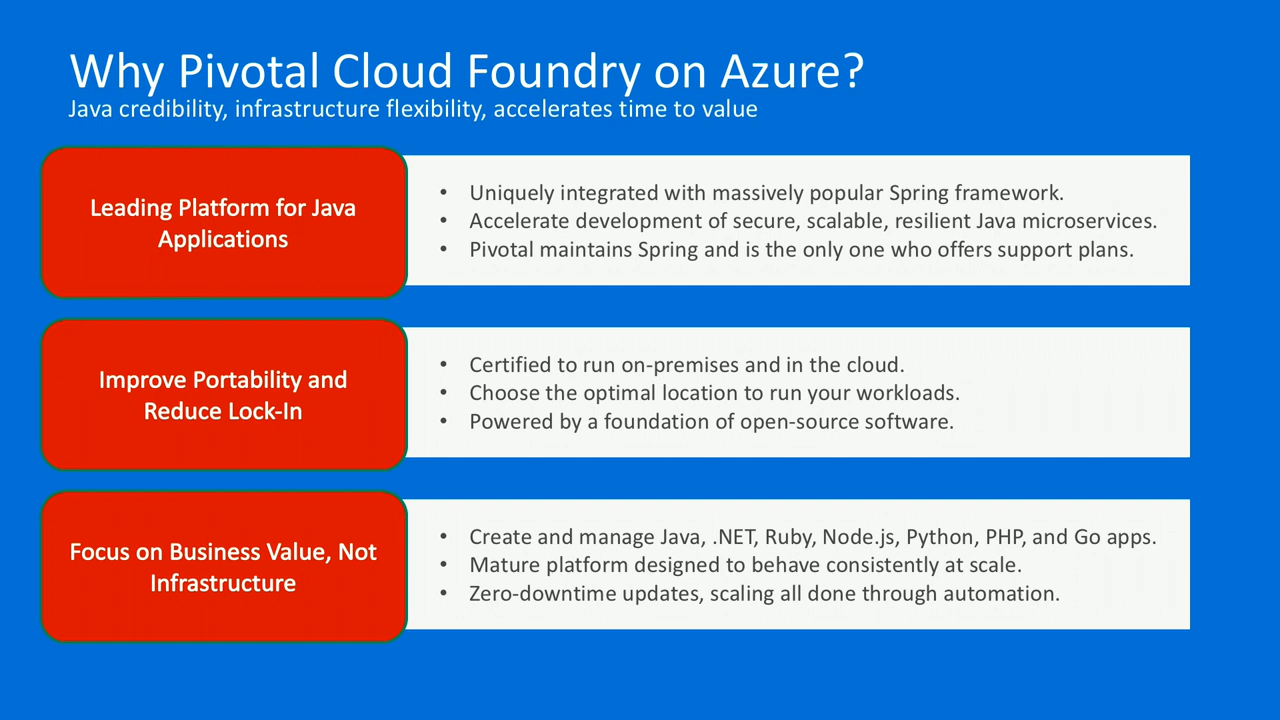 Why Pivotal Cloud Foundry on Azure?
Java credibility, infrastructure flexibility, accelerates time to value
Leading Platform for Java
Applications
• Uniquely integrated with massively popular Spring framework.
• Accelerate development of secure, scalable, resilient Java microservices.
• Pivotal maintains Spring and is the only one who offers support plans.
Improve Portability and
Reduce Lock-In
• Certified to run on-premises and in the cloud.
• Choose the optimal location to run your workloads.
• Powered by a foundation of open-source software.
Focus on Business Value, Not
Infrastructure
• Create and manage Java, .NET, Ruby, Node.js, Python, PHP, and Go apps.
• Mature platform designed to behave consistently at scale.
• Zero-downtime updates, scaling all done through automation.